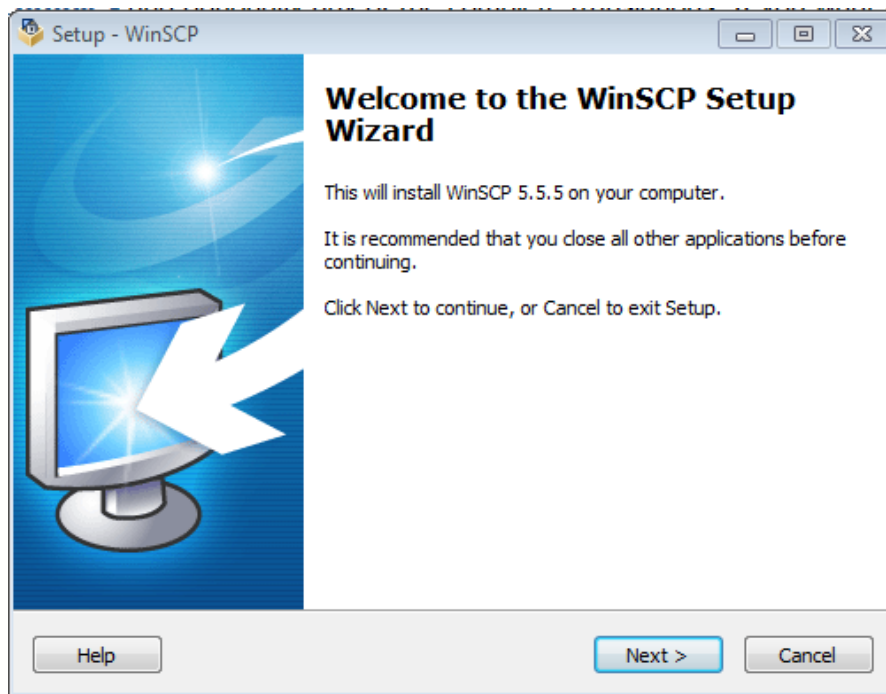 Setup - WinSCP
Welcome to the WinSCP Setup
Wizard
This will install WinSCP 5.5.5 on your computer.
It is recommended that you close all other applications before
continuing.
Click Next to continue, or Cancel to exit Setup.
Help
Next >
Cancel